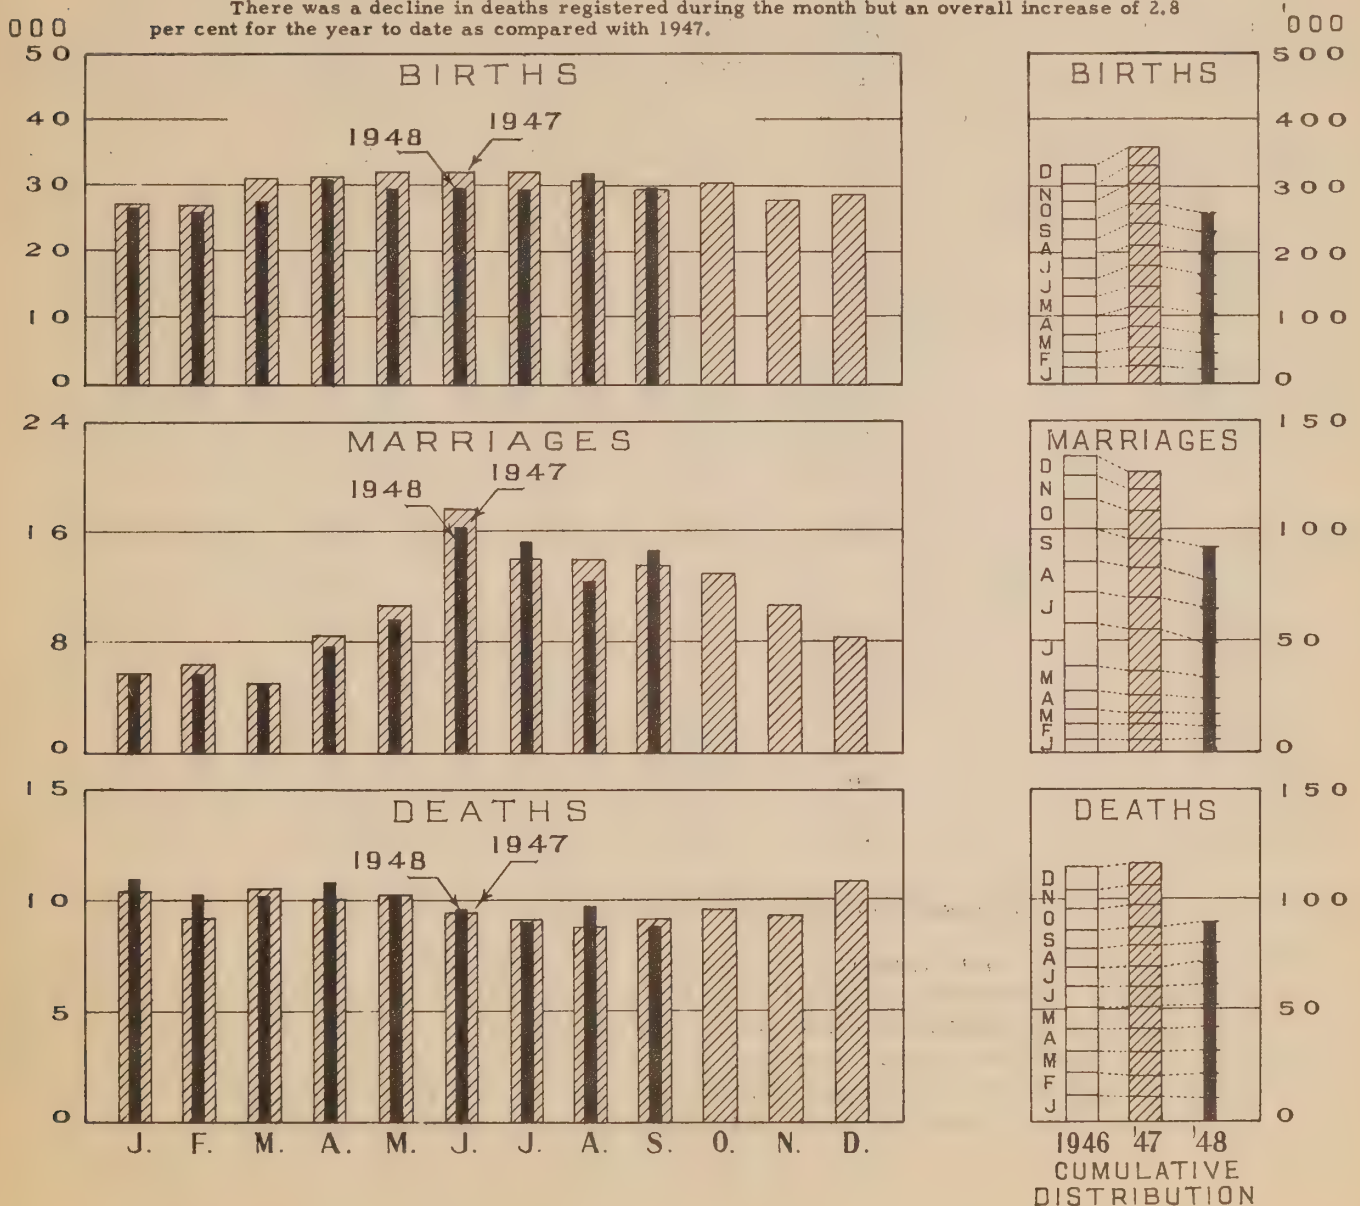 There was a decline in deaths registered during the month but an overall increase of 2.8
per cent for the year to date as compared with 1947.
000
000
50
40
30
20
10
0
BIRTHS
1948
1947
BIRTHS
D
N
O
S
A
J
J
M
A
M
F
J
500
400
300
200
100
0
24
16
8
0
MARRIAGES
1948
1947
MARRIAGES
D
N
O
S
A
J
J
M
A
M
F
J
150
100
50
0
15
10
5
0
DEATHS
1948
1947
DEATHS
D
N
O
S
A
J
J
M
A
M
F
J
150
100
50
0
J. F. M. A. M. J. J. A. S. O. N. D.
1946 '47 '48
CUMULATIVE
DISTRIBUTION